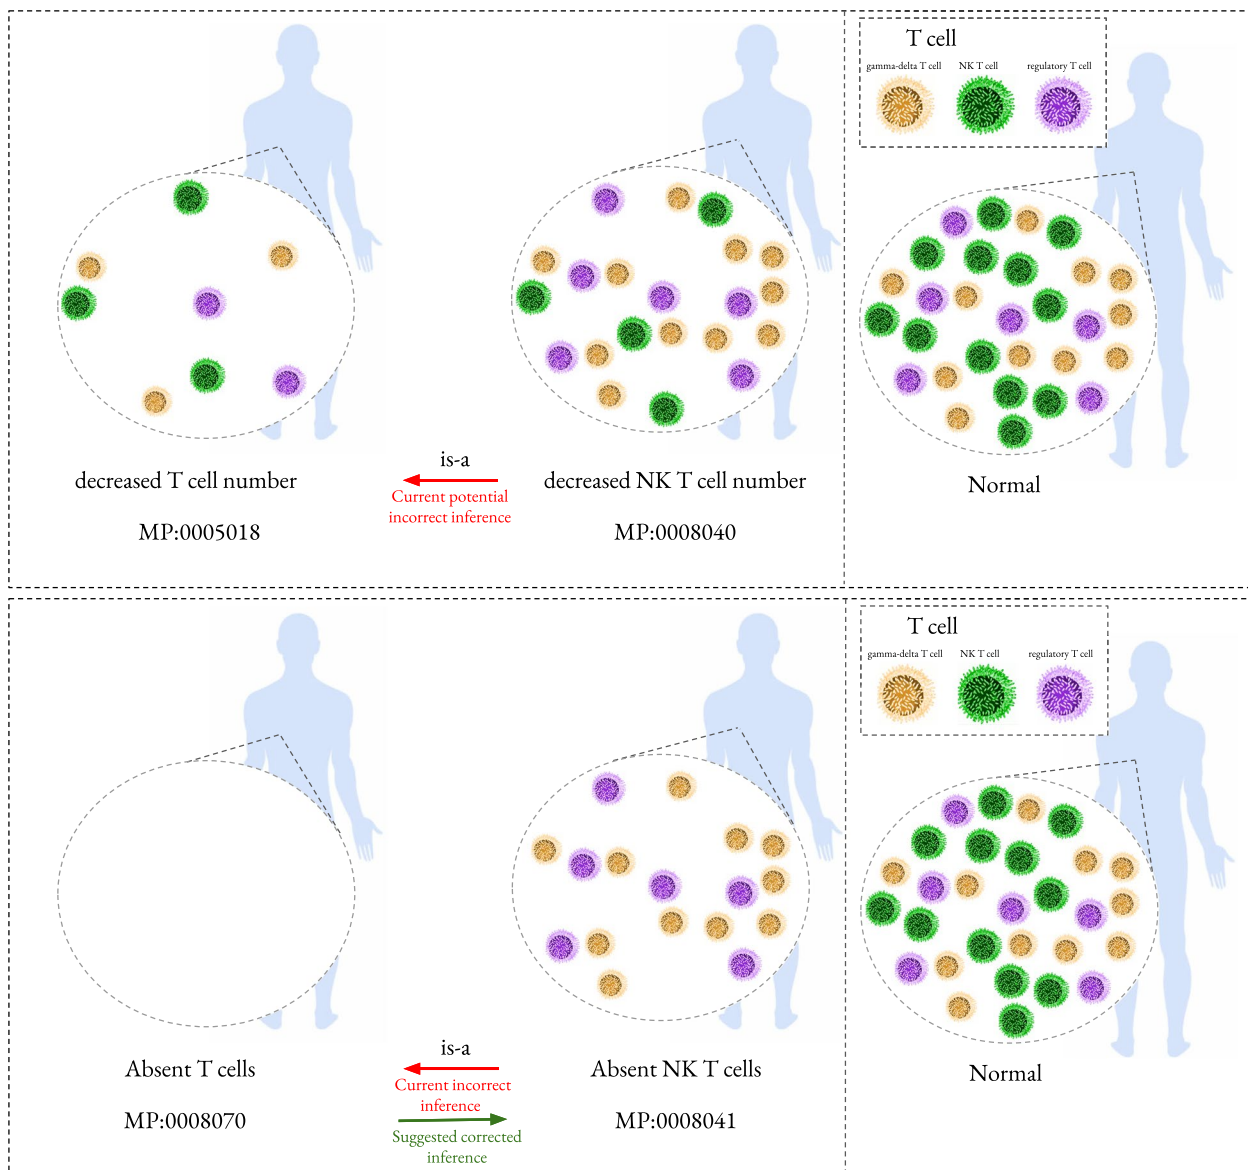 T cell
gamma-delta T cell NK T cell regulatory T cell
is-a
decreased T cell number
Current potential
incorrect inference
decreased NK T cell number
Normal
MP:0005018
MP:0008040
T cell
gamma-delta T cell NK T cell regulatory T cell
is-a
Absent T cells
Current incorrect
inference
Absent NK T cells
Normal
MP:0008070
MP:0008041
Suggested corrected
inference